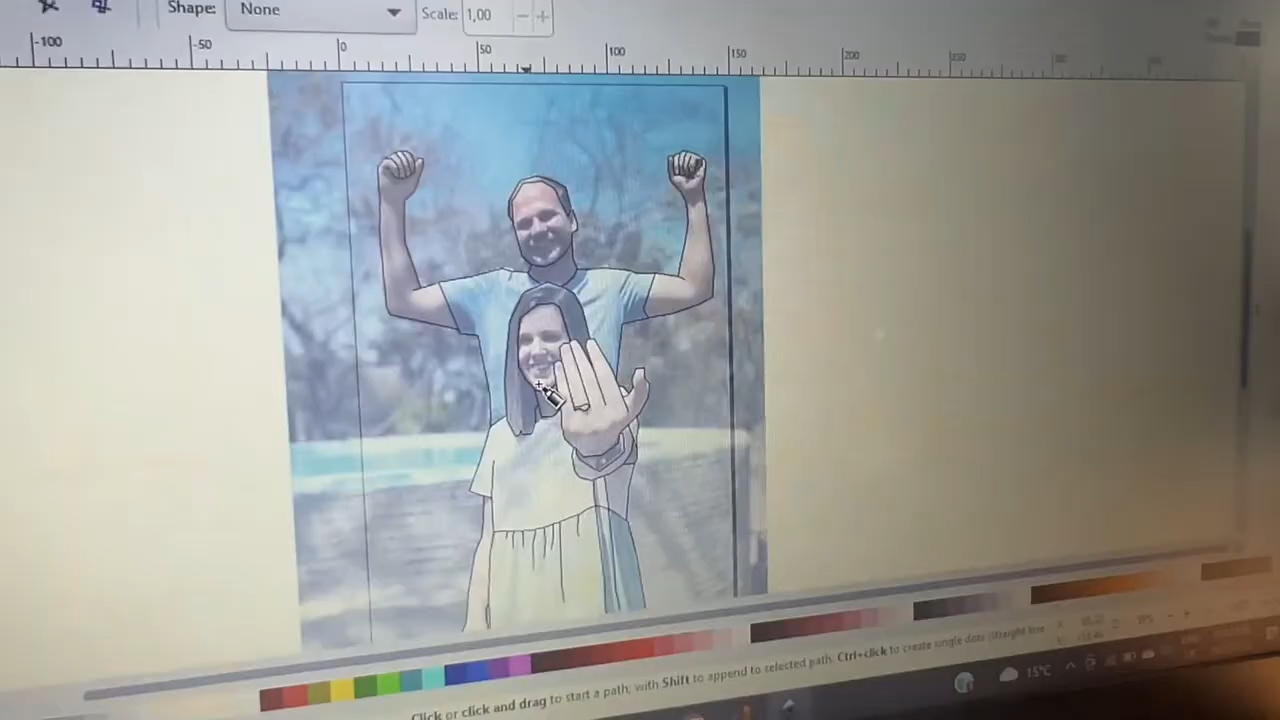 Shape: None Scale: 1,00
-100 -50 0 50 100 150 200 250
Click or click and drag to start a path; with Shift to append to selected path. Ctrl+click to create single dots (straight line
15°C